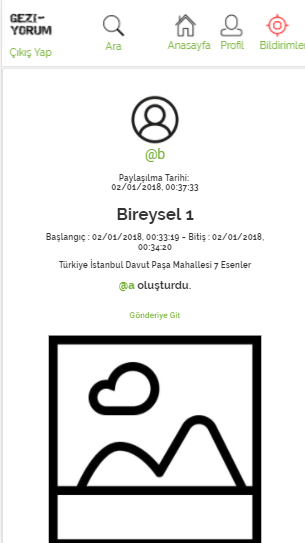 GEZI-
YORUM
Çıkış Yap
Ara
Anasayfa
Profil
Bildirimler
@b
Paylaşılma Tarihi:
02/01/2018, 00:37:33
Bireysel 1
Başlangıç : 02/01/2018, 00:33:19 - Bitiş : 02/01/2018,
00:34:20
Türkiye İstanbul Davut Paşa Mahallesi 7 Esenler
@a oluşturdu.
Gönderiye Git